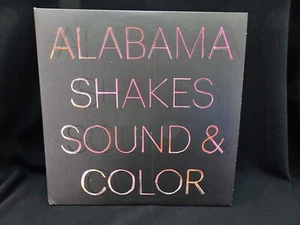 ALABAMA
SHAKES
SOUND &
COLOR